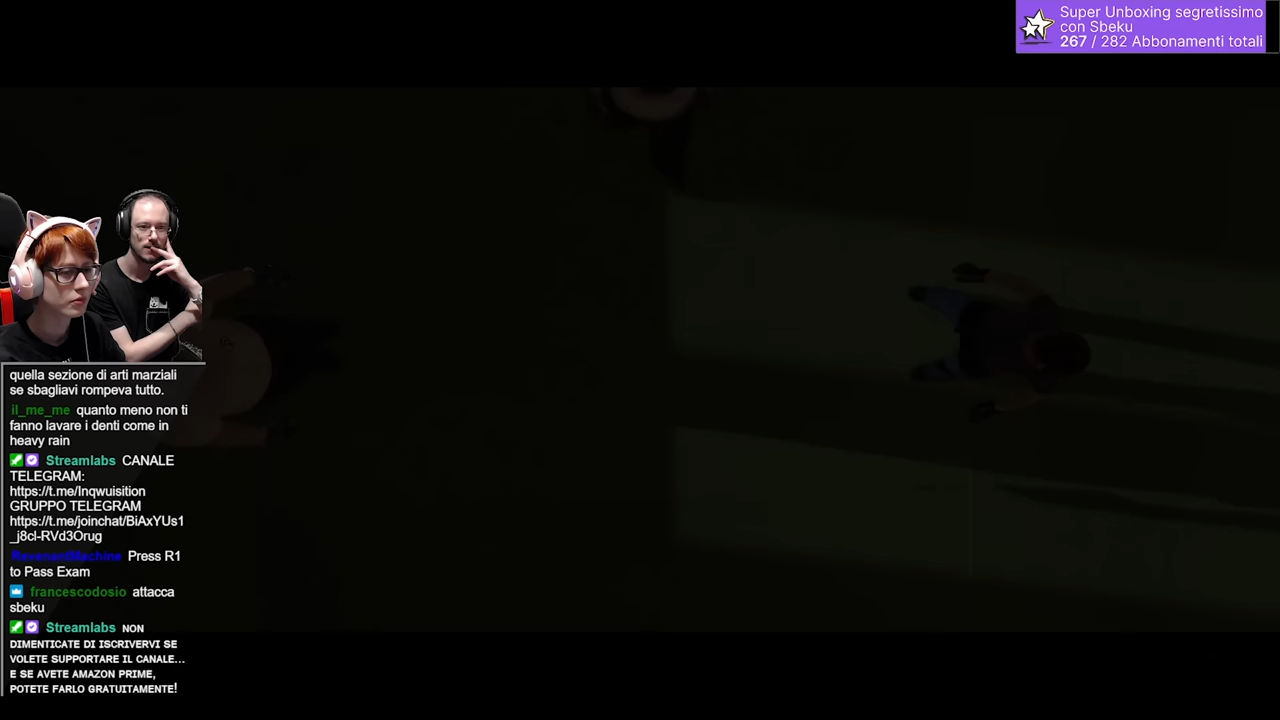 Super Unboxing segretissimo
con Sbeku
267 / 282 Abbonamenti totali
quella sezione di arti marziali
se sbagliavi rompeva tutto.
il_me_me quanto meno non ti
fanno lavare i denti come in
heavy rain
Streamlabs CANALE
TELEGRAM:
https://t.me/Inqwuisition
GRUPPO TELEGRAM
https://t.me/joinchat/BiAxYUs1
_j8cl-RVd3Orug
RevenantMachine Press R1
to Pass Exam
francescodosio attacca
sbeku
Streamlabs NON
DIMENTICATE DI ISCRIVERVI SE
VOLETE SUPPORTARE IL CANALE...
E SE AVETE AMAZON PRIME,
POTETE FARLO GRATUITAMENTE!